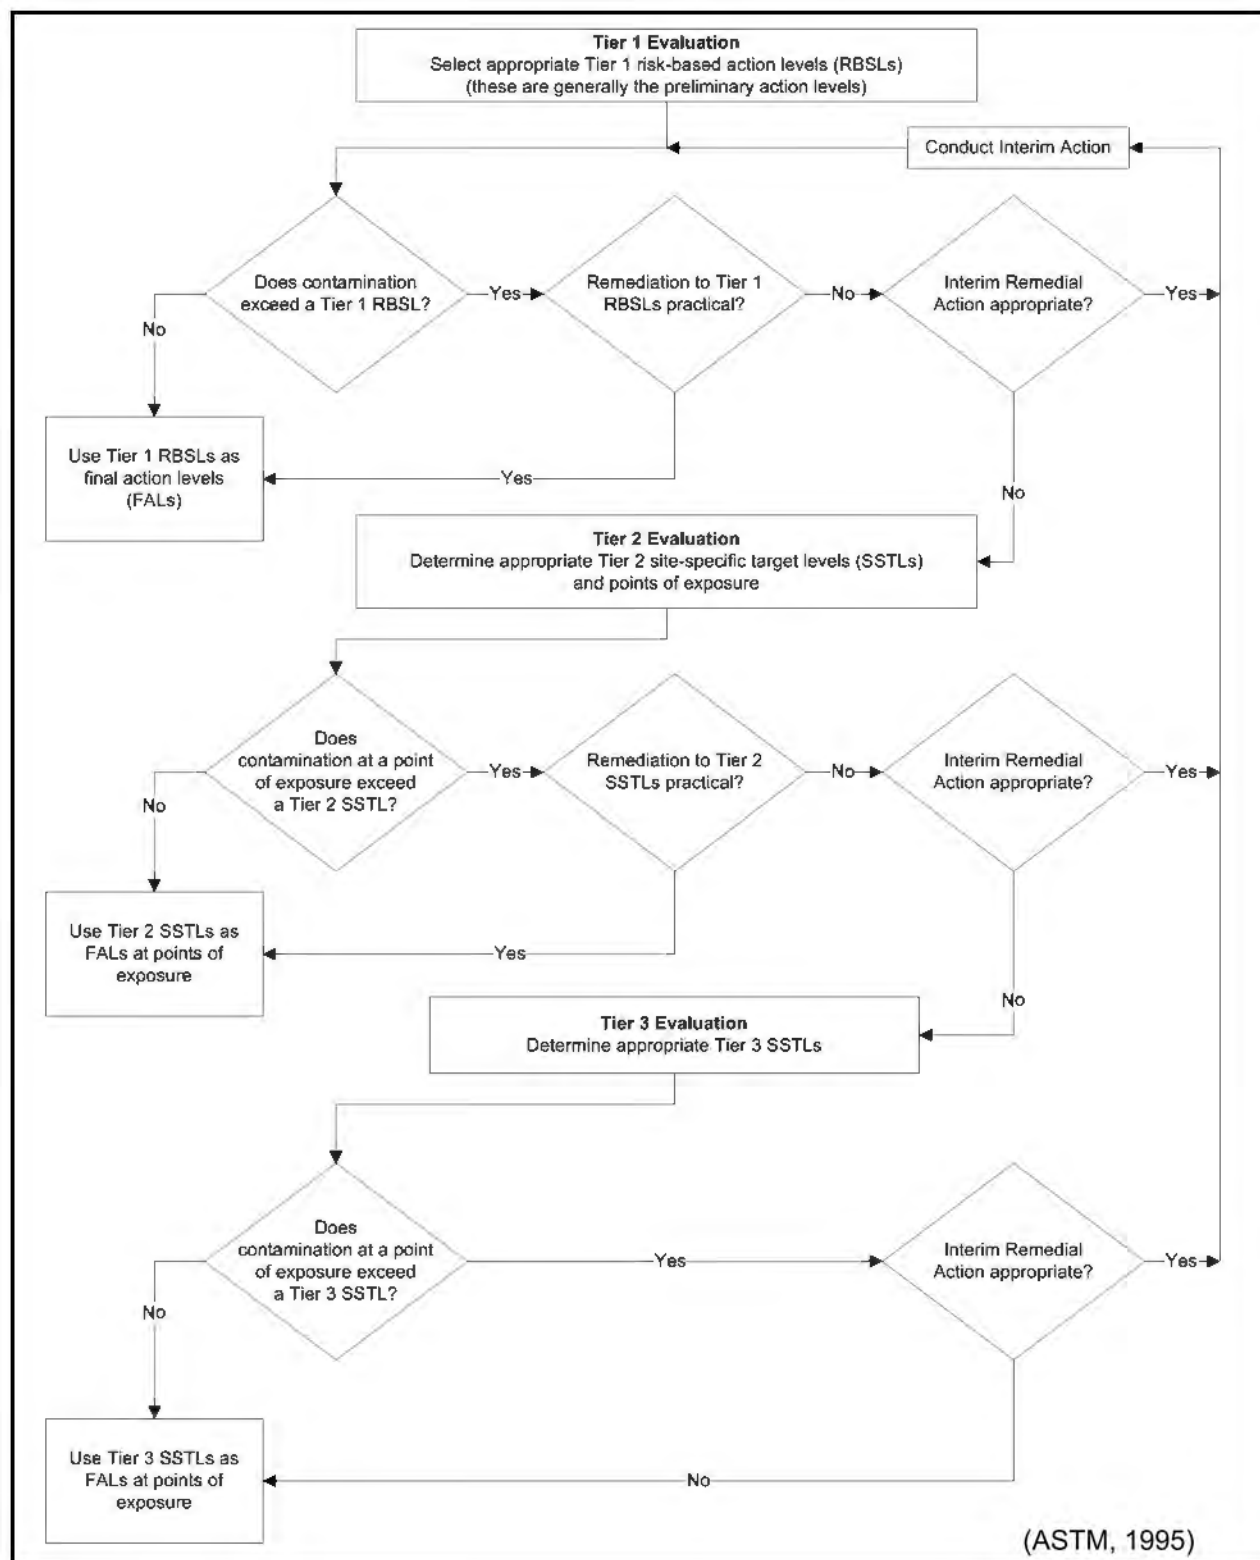 Tier 1 Evaluation
Select appropriate Tier 1 risk-based action levels (RBSLs)
(these are generally the preliminary action levels)
Conduct Interim Action
Does contamination
exceed a Tier 1 RBSL?
Yes
Remediation to Tier 1
RBSLs practical?
No
Interim Remedial
Action appropriate?
Yes
No
Use Tier 1 RBSLs as
final action levels
(FALs)
Yes
No
Tier 2 Evaluation
Determine appropriate Tier 2 site-specific target levels (SSTLs)
and points of exposure
Does
contamination at a point
of exposure exceed
a Tier 2 SSTL?
Yes
Remediation to Tier 2
SSTLs practical?
No
Interim Remedial
Action appropriate?
Yes
No
Use Tier 2 SSTLs as
FALs at points of
exposure
Yes
No
Tier 3 Evaluation
Determine appropriate Tier 3 SSTLs
Does
contamination at a point
of exposure exceed
a Tier 3 SSTL?
Yes
Interim Remedial
Action appropriate?
Yes
No
Use Tier 3 SSTLs as
FALs at points of
exposure
No
(ASTM, 1995)